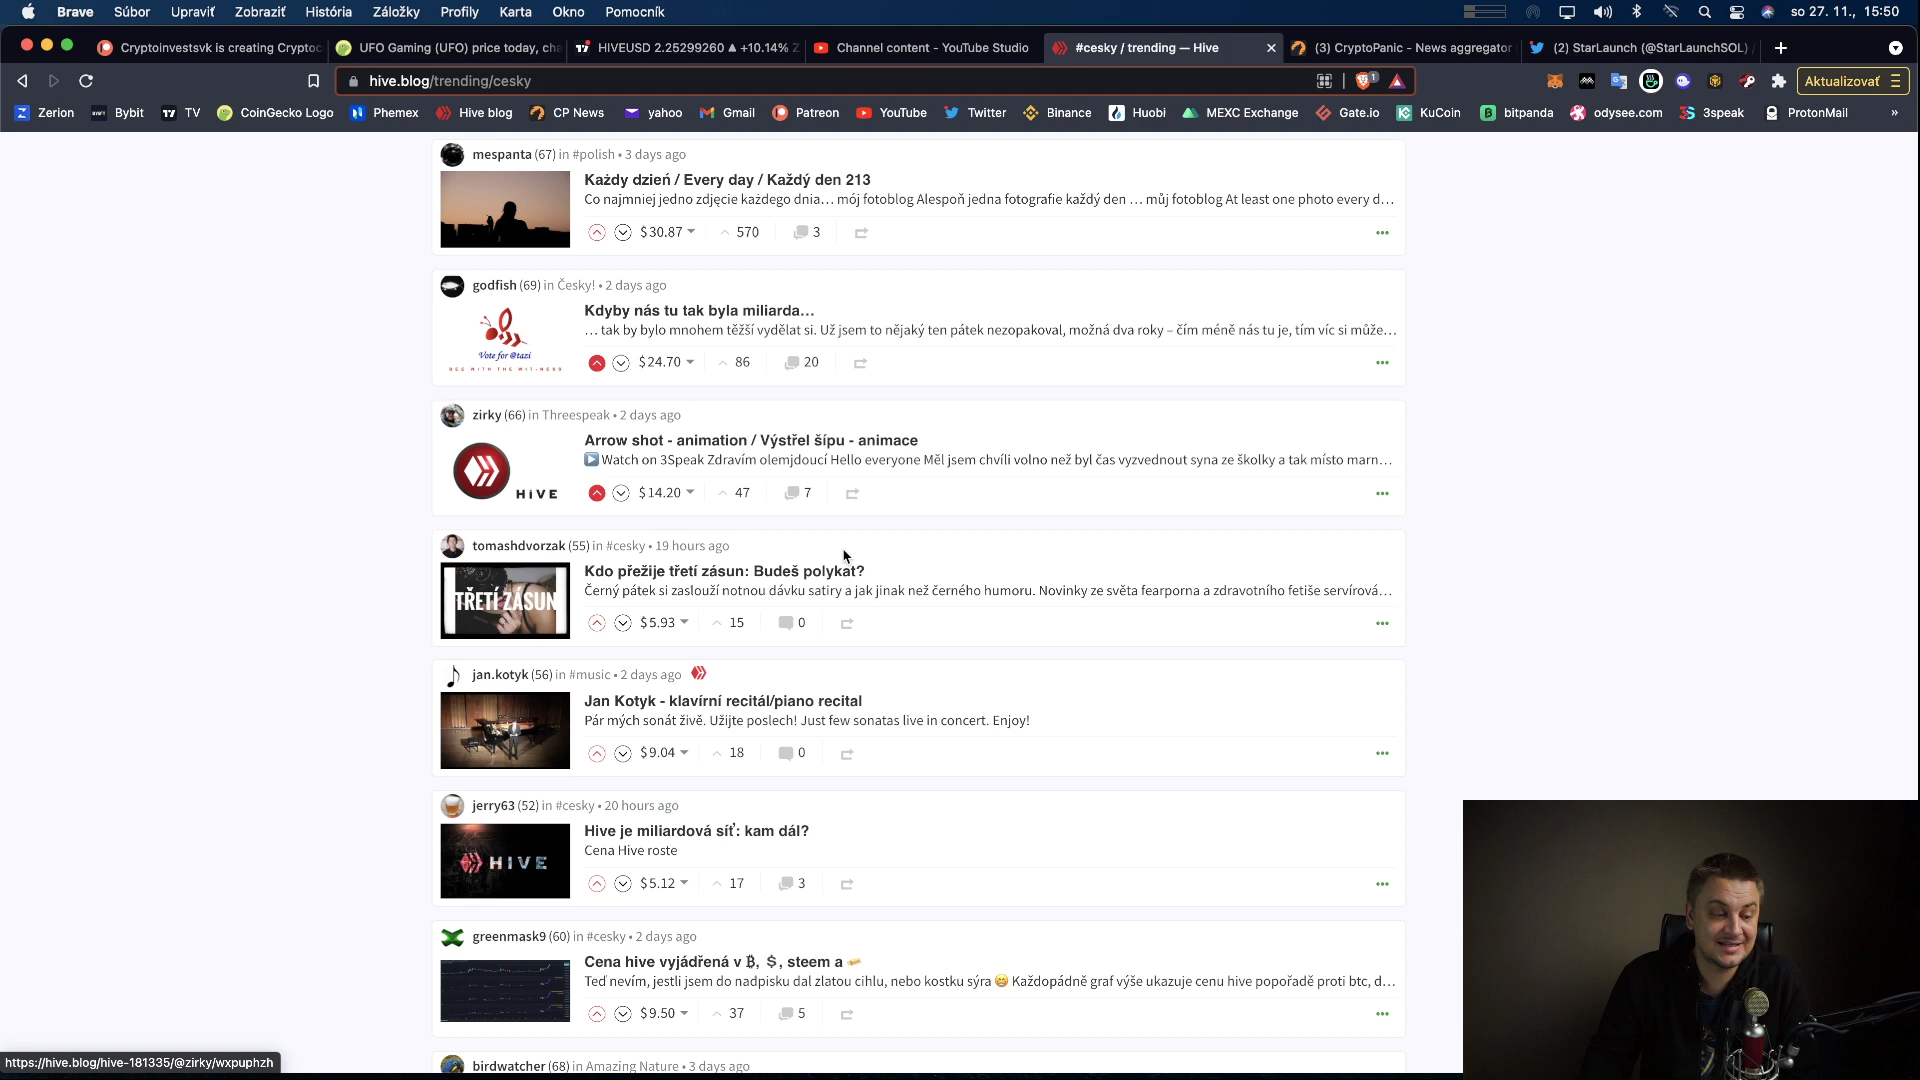 Brave Súbor Upraviť Zobraziť História Záložky Profily Karta Okno Pomocník so 27. 11., 15:50
Cryptoinvestsvk is creating Cryptoc UFO Gaming (UFO) price today, cha HIVEUSD 2.25299260 ▲ +10.14% Z Channel content - YouTube Studio #cesky / trending — Hive (3) CryptoPanic - News aggregator (2) StarLaunch (@StarLaunchSOL) /
hive.blog/trending/cesky 1 Aktualizovať
Zerion Bybit TV CoinGecko Logo Phemex Hive blog CP News yahoo Gmail Patreon YouTube Twitter Binance Huobi MEXC Exchange Gate.io KuCoin bitpanda odysee.com 3speak ProtonMail »
mespanta (67) in #polish • 3 days ago
Każdy dzień / Every day / Každý den 213
Co najmniej jedno zdjęcie każdego dnia… mój fotoblog Alespoň jedna fotografie každý den … můj fotoblog At least one photo every d…
$30.87 570 3
godfish (69) in Česky! • 2 days ago
Kdyby nás tu tak byla miliarda…
… tak by bylo mnohem těžší vydělat si. Už jsem to nějaký ten pátek nezopakoval, možná dva roky – čím méně nás tu je, tím víc si může…
Vote for @tazi
BEE WITH THE WIT-NESS
$24.70 86 20
zirky (66) in Threespeak • 2 days ago
Arrow shot - animation / Výstřel šípu - animace
▶️ Watch on 3Speak Zdravím olemjdoucí Hello everyone Měl jsem chvíli volno než byl čas vyzvednout syna ze školky a tak místo marn…
HIVE
$14.20 47 7
tomashdvorzak (55) in #cesky • 19 hours ago
Kdo přežije třetí zásun: Budeš polykat?
Černý pátek si zaslouží notnou dávku satiry a jak jinak než černého humoru. Novinky ze světa fearporna a zdravotního fetiše servírová…
TŘETÍ ZÁSUN
$5.93 15 0
jan.kotyk (56) in #music • 2 days ago
Jan Kotyk - klavírní recitál/piano recital
Pár mých sonát živě. Užijte poslech! Just few sonatas live in concert. Enjoy!
$9.04 18 0
jerry63 (52) in #cesky • 20 hours ago
Hive je miliardová síť: kam dál?
Cena Hive roste
HIVE
$5.12 17 3
greenmask9 (60) in #cesky • 2 days ago
Cena hive vyjádřená v ₿, $, steem a
Teď nevím, jestli jsem do nadpisku dal zlatou cihlu, nebo kostku sýra 😁 Každopádně graf výše ukazuje cenu hive popořadě proti btc, d…
$9.50 37 5
birdwatcher (68) in Amazing Nature • 3 days ago
https://hive.blog/hive-181335/@zirky/wxpuphzh